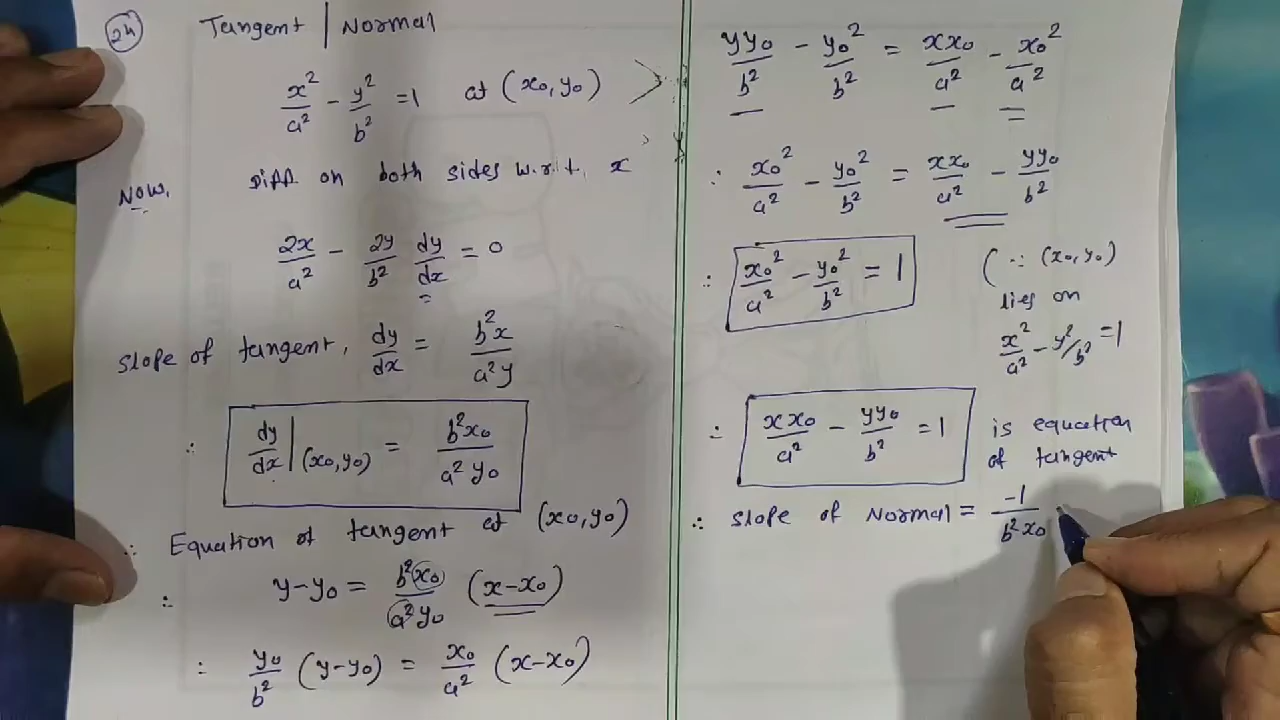 24
Tangent | Normal
x²/a² - y²/b² = 1 at (x₀, y₀)
Now, Diff. on both sides w.r.t. x
2x/a² - 2y/b² dy/dx = 0
Slope of tangent, dy/dx = b²x/a²y
∴ dy/dx|(x₀, y₀) = b²x₀/a²y₀
∴ Equation of tangent at (x₀, y₀)
∴ y-y₀ = b²x₀/a²y₀ (x-x₀)
∴ y₀/b² (y-y₀) = x₀/a² (x-x₀)
yy₀/b² - y₀²/b² = xx₀/a² - x₀²/a²
∴ x₀²/a² - y₀²/b² = xx₀/a² - yy₀/b²
∴ x₀²/a² - y₀²/b² = 1 (∵ (x₀, y₀)
lies on
x²/a² - y²/b² = 1
∴ xx₀/a² - yy₀/b² = 1 is equation
of tangent
∴ Slope of Normal = -1/b²x₀